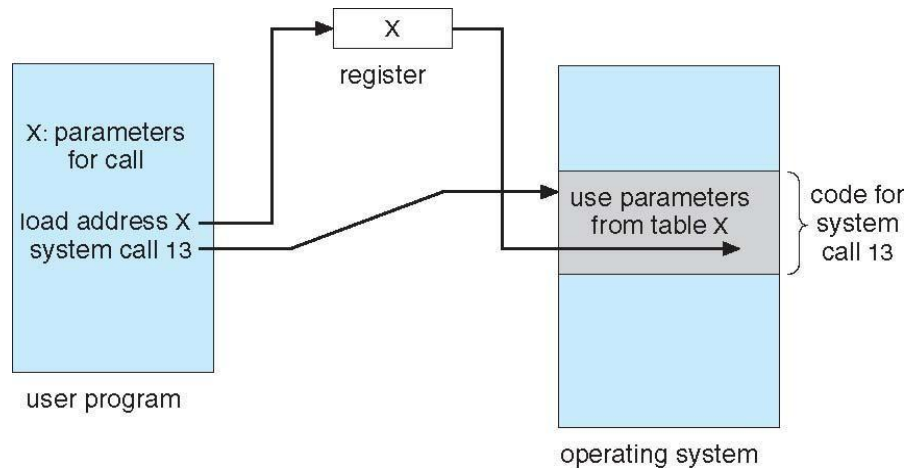 X
register
X: parameters
for call
load address X
system call 13
user program
use parameters
from table X
code for
system
call 13
operating system